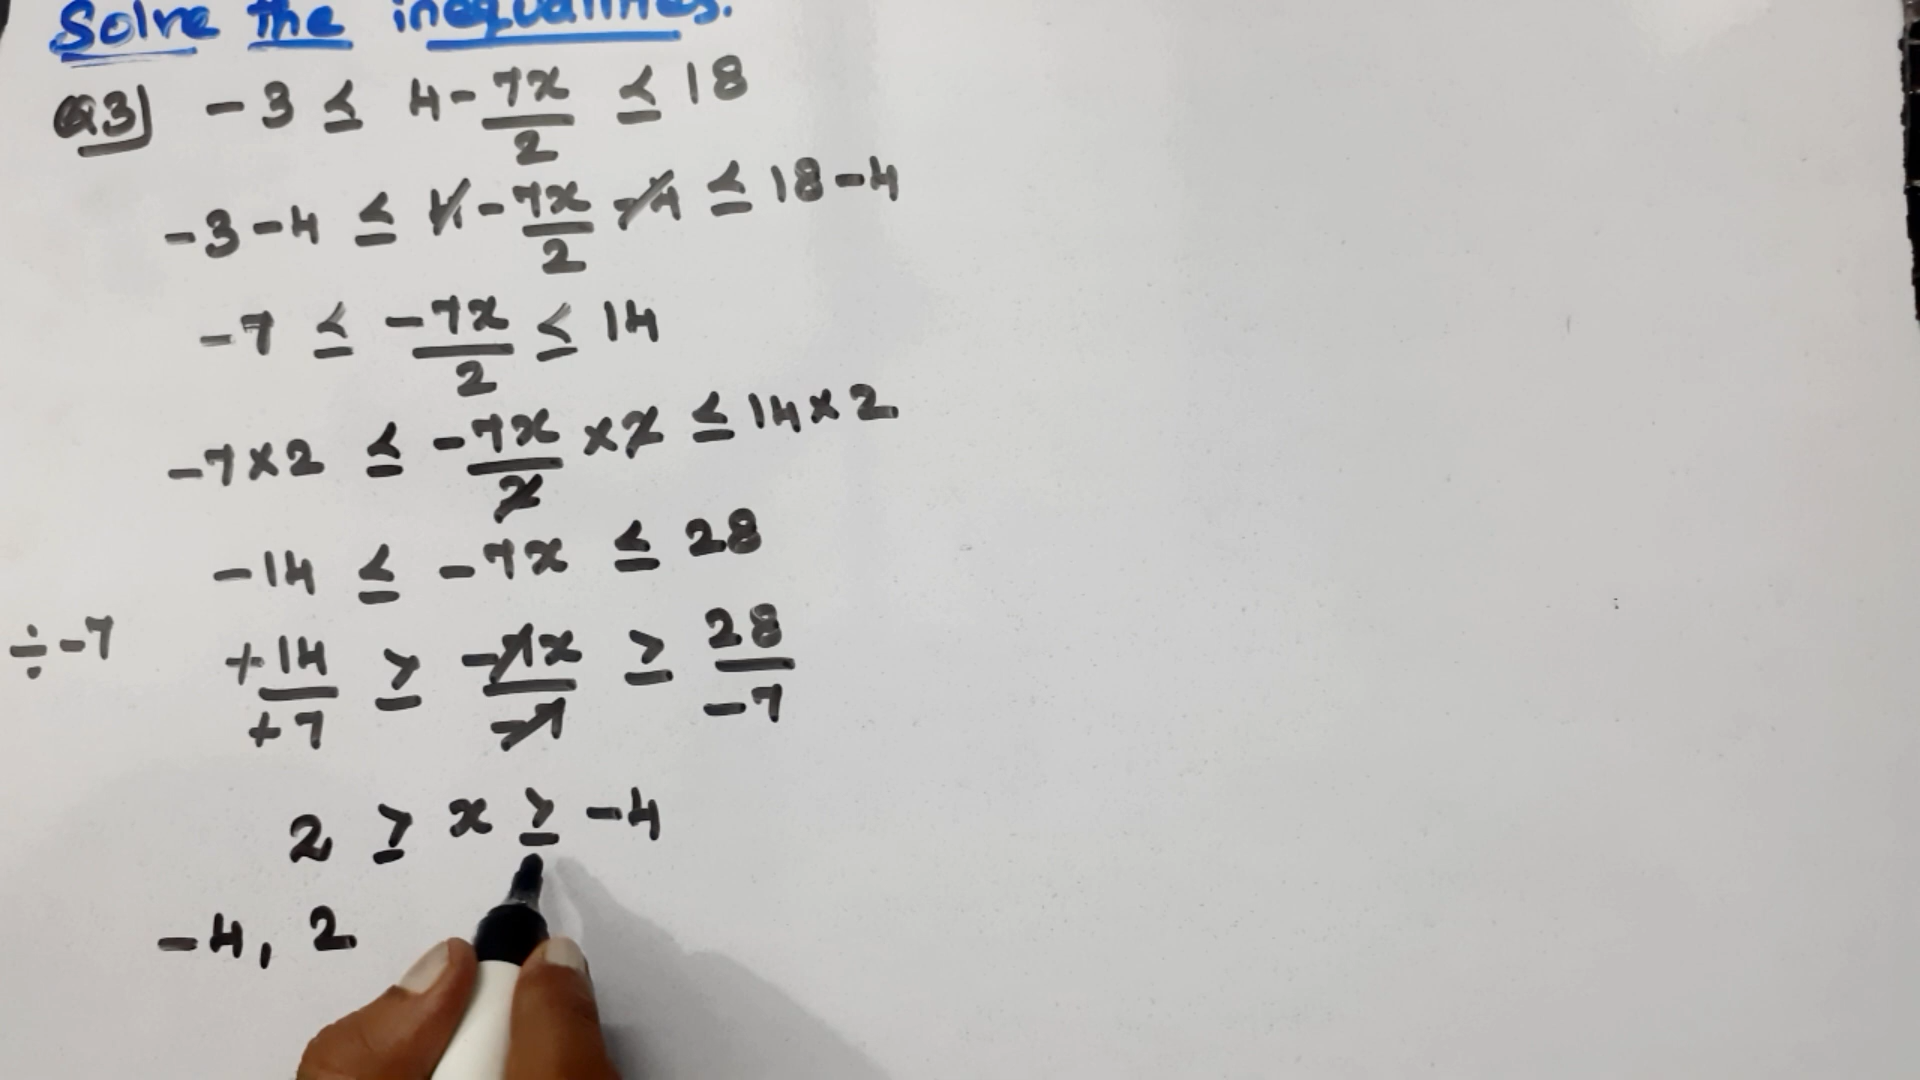 Solve the inequalities.
Q3) -3 ≤ 4 - 7x/2 ≤ 18
-3-4 ≤ 4 - 7x/2 - 4 ≤ 18-4
-7 ≤ -7x/2 ≤ 14
-7×2 ≤ -7x/2 ×2 ≤ 14×2
-14 ≤ -7x ≤ 28
÷-7 +14/+7 ≥ -7x/-7 ≥ 28/-7
2 ≥ x ≥ -4
-4, 2